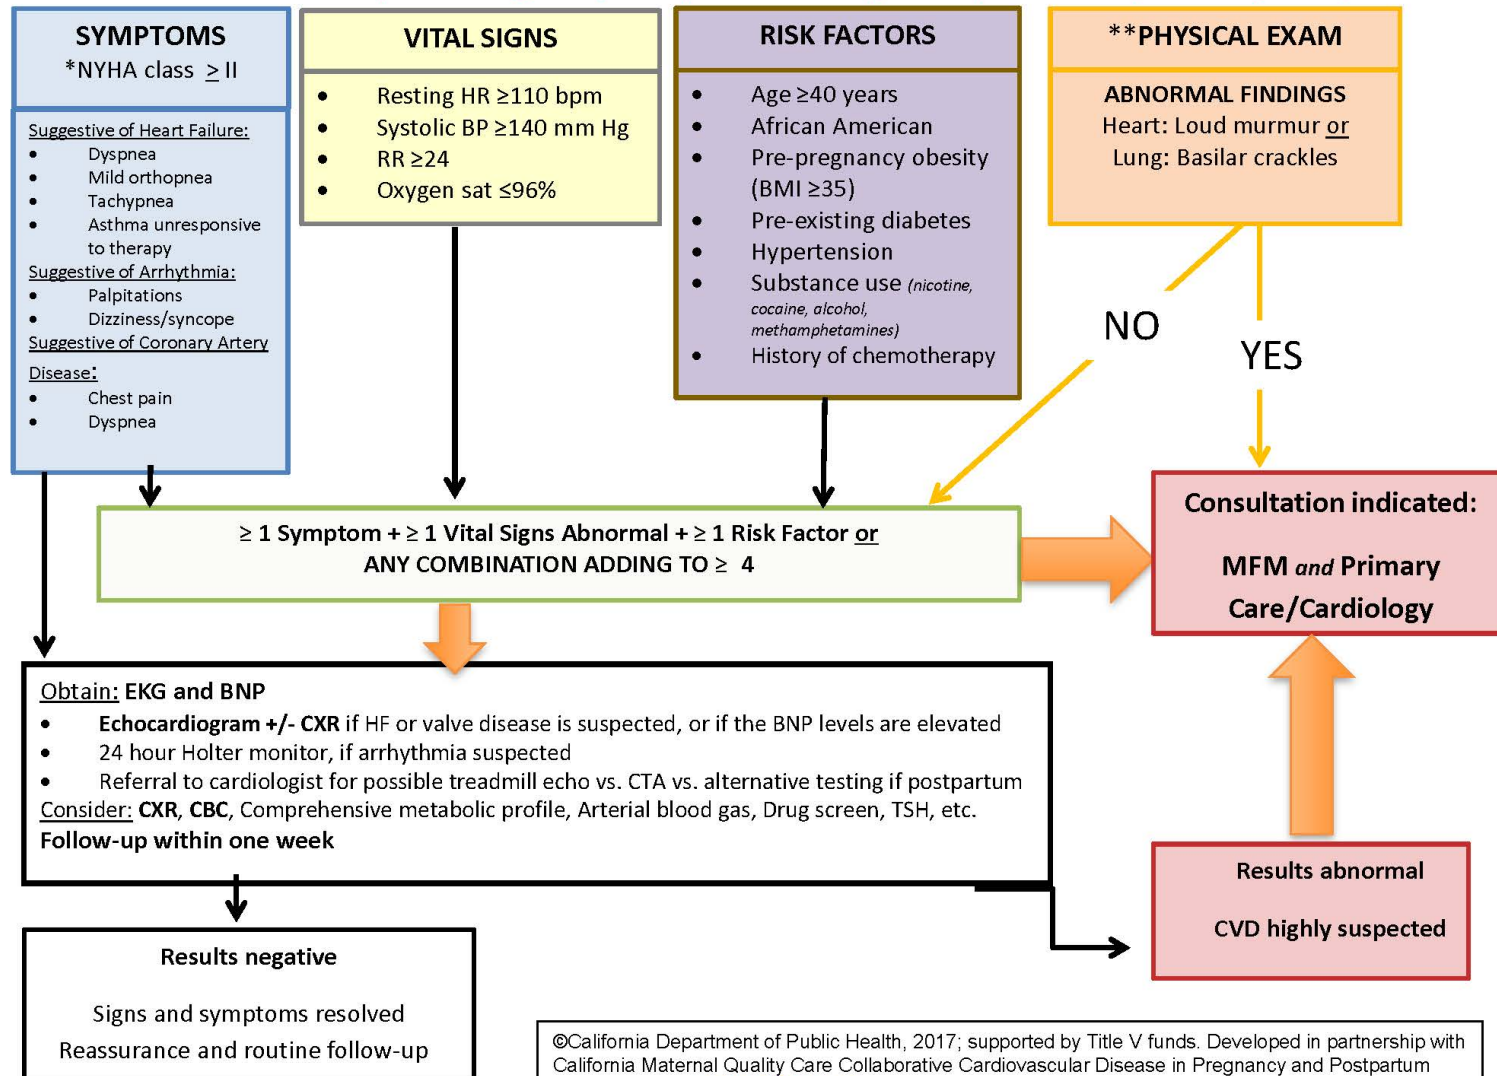 SYMPTOMS
*NYHA class ≥ II
Suggestive of Heart Failure:
• Dyspnea
• Mild orthopnea
• Tachypnea
• Asthma unresponsive
to therapy
Suggestive of Arrhythmia:
• Palpitations
• Dizziness/syncope
Suggestive of Coronary Artery
Disease:
• Chest pain
• Dyspnea
VITAL SIGNS
• Resting HR ≥110 bpm
• Systolic BP ≥140 mm Hg
• RR ≥24
• Oxygen sat ≤96%
RISK FACTORS
• Age ≥40 years
• African American
• Pre-pregnancy obesity
(BMI ≥35)
• Pre-existing diabetes
• Hypertension
• Substance use (nicotine,
cocaine, alcohol,
methamphetamines)
• History of chemotherapy
**PHYSICAL EXAM
ABNORMAL FINDINGS
Heart: Loud murmur or
Lung: Basilar crackles
NO
YES
≥ 1 Symptom + ≥ 1 Vital Signs Abnormal + ≥ 1 Risk Factor or
ANY COMBINATION ADDING TO ≥ 4
Consultation indicated:
MFM and Primary
Care/Cardiology
Obtain: EKG and BNP
• Echocardiogram +/- CXR if HF or valve disease is suspected, or if the BNP levels are elevated
• 24 hour Holter monitor, if arrhythmia suspected
• Referral to cardiologist for possible treadmill echo vs. CTA vs. alternative testing if postpartum
Consider: CXR, CBC, Comprehensive metabolic profile, Arterial blood gas, Drug screen, TSH, etc.
Follow-up within one week
Results abnormal
CVD highly suspected
Results negative
Signs and symptoms resolved
Reassurance and routine follow-up
©California Department of Public Health, 2017; supported by Title V funds. Developed in partnership with
California Maternal Quality Care Collaborative Cardiovascular Disease in Pregnancy and Postpartum